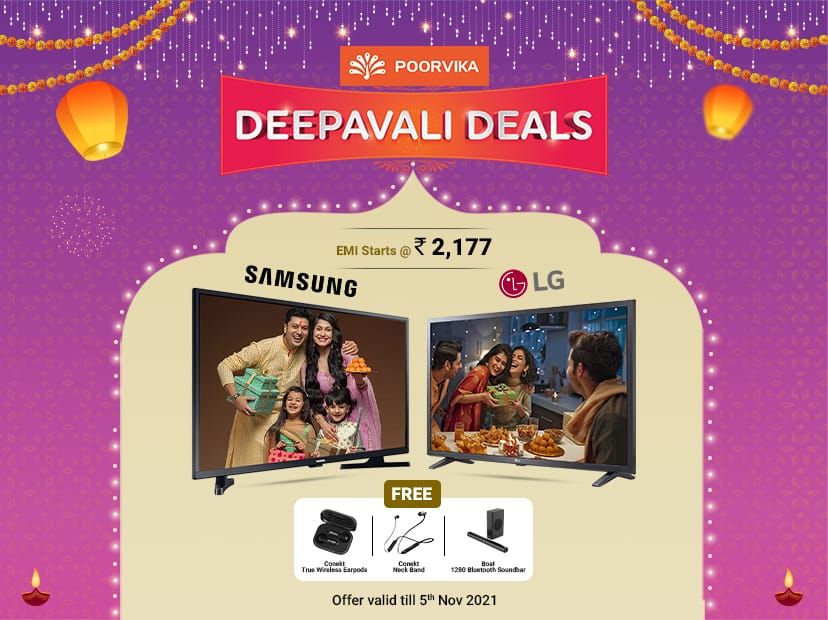 POORVIKA
DEEPAVALI DEALS
EMI Starts @ ₹ 2,177
SAMSUNG
LG
FREE
Conekt
True Wireless Earpods
Conekt
Neck Band
Boat
1280 Bluetooth Soundbar
Offer valid till 5th Nov 2021